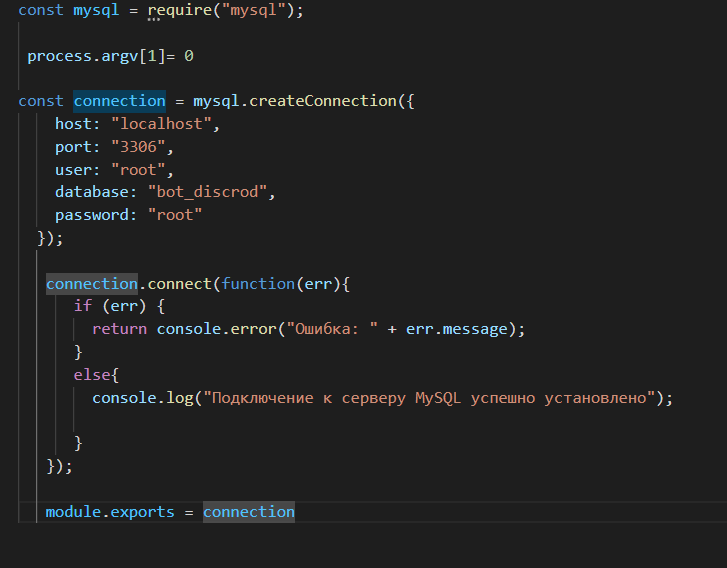 const mysql = require("mysql");
process.argv[1]= 0
const connection = mysql.createConnection({
host: "localhost",
port: "3306",
user: "root",
database: "bot_discrod",
password: "root"
});
connection.connect(function(err){
if (err) {
return console.error("Ошибка: " + err.message);
}
else{
console.log("Подключение к серверу MySQL успешно установлено");
}
});
module.exports = connection